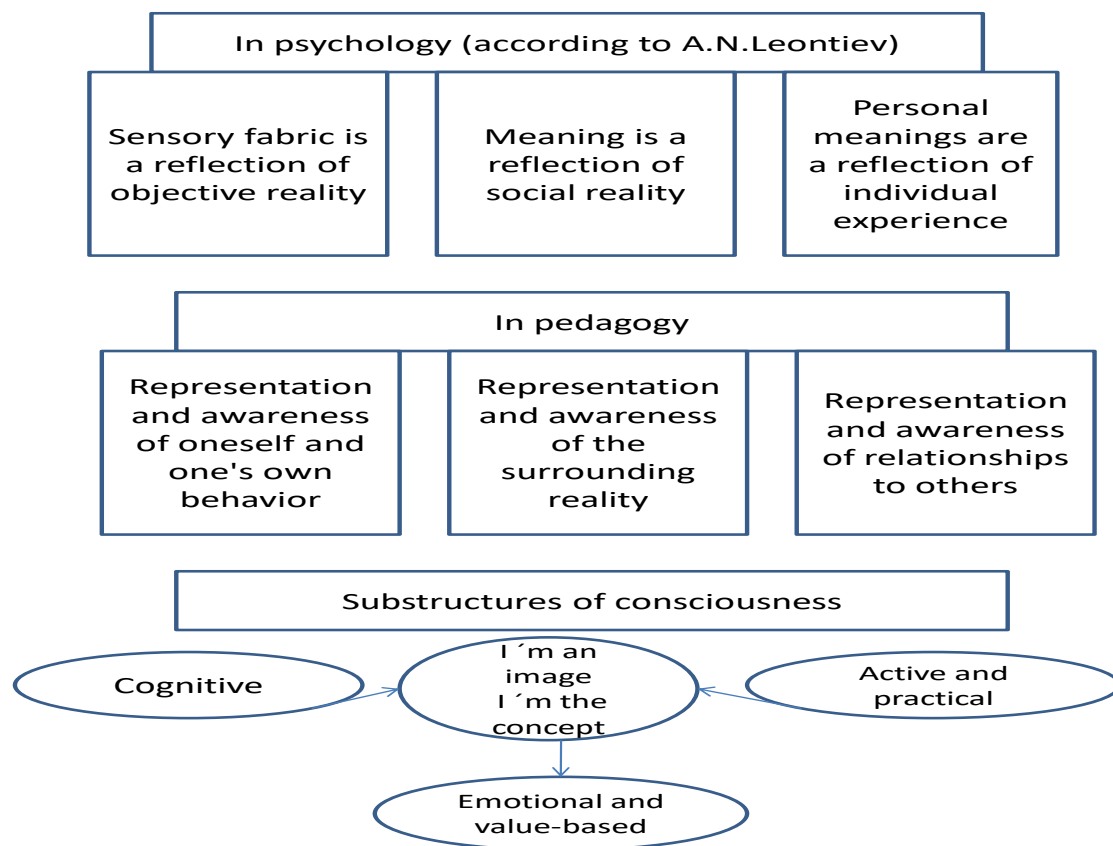 In psychology (according to A.N.Leontiev)
Sensory fabric is
a reflection of
objective reality
Meaning is a
reflection of
social reality
Personal
meanings are
a reflection of
individual
experience
In pedagogy
Representation
and awareness
of oneself and
one's own
behavior
Representation
and awareness
of the
surrounding
reality
Representation
and awareness
of relationships
to others
Substructures of consciousness
Cognitive
I ´m an
image
I ´m the
concept
Active and
practical
Emotional and
value-based